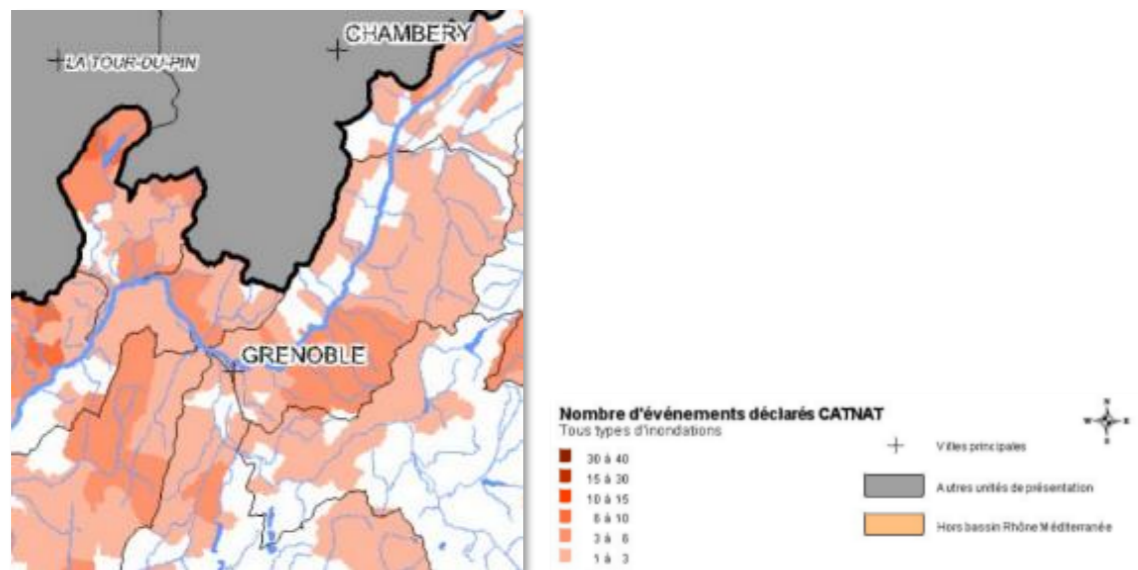 CHAMBERY
LA TOUR-DU-PIN
GRENOBLE
Nombre d'événements déclarés CATNAT
Tous types d'inondations
30 à 40
15 à 30
10 à 15
6 à 10
3 à 6
1 à 3
Villes principales
Autres unités de présentation
Hors bassin Rhône Méditerranée
N
W
E
S